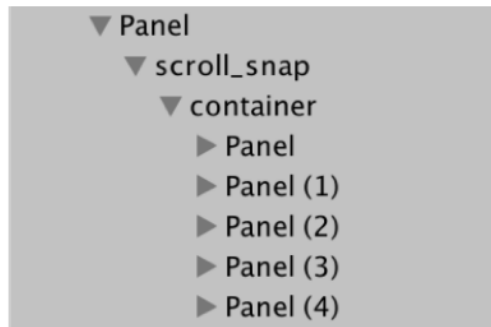 Panel
scroll_snap
container
Panel
Panel (1)
Panel (2)
Panel (3)
Panel (4)